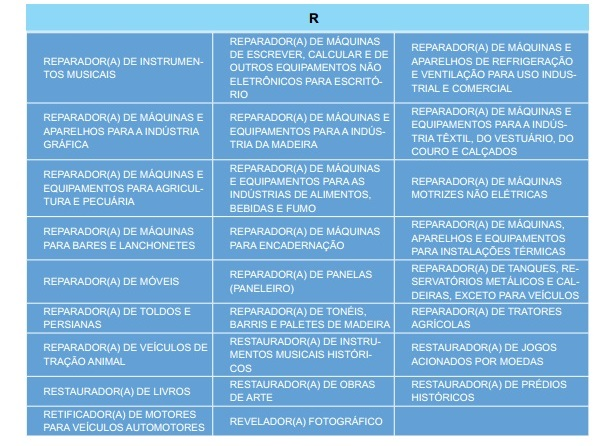 R
REPARADOR(A) DE INSTRUMEN-
TOS MUSICAIS
REPARADOR(A) DE MÁQUINAS
DE ESCREVER, CALCULAR E DE
OUTROS EQUIPAMENTOS NÃO
ELETRÔNICOS PARA ESCRITÓ-
RIO
REPARADOR(A) DE MÁQUINAS E
APARELHOS DE REFRIGERAÇÃO
E VENTILAÇÃO PARA USO INDUS-
TRIAL E COMERCIAL
REPARADOR(A) DE MÁQUINAS E
APARELHOS PARA A INDÚSTRIA
GRÁFICA
REPARADOR(A) DE MÁQUINAS E
EQUIPAMENTOS PARA A INDÚS-
TRIA DA MADEIRA
REPARADOR(A) DE MÁQUINAS E
EQUIPAMENTOS PARA A INDÚS-
TRIA TÊXTIL, DO VESTUÁRIO, DO
COURO E CALÇADOS
REPARADOR(A) DE MÁQUINAS E
EQUIPAMENTOS PARA AGRICUL-
TURA E PECUÁRIA
REPARADOR(A) DE MÁQUINAS
E EQUIPAMENTOS PARA AS
INDÚSTRIAS DE ALIMENTOS,
BEBIDAS E FUMO
REPARADOR(A) DE MÁQUINAS
MOTRIZES NÃO ELÉTRICAS
REPARADOR(A) DE MÁQUINAS
PARA BARES E LANCHONETES
REPARADOR(A) DE MÁQUINAS
PARA ENCADERNAÇÃO
REPARADOR(A) DE MÁQUINAS,
APARELHOS E EQUIPAMENTOS
PARA INSTALAÇÕES TÉRMICAS
REPARADOR(A) DE MÓVEIS
REPARADOR(A) DE PANELAS
(PANELEIRO)
REPARADOR(A) DE TANQUES, RE-
SERVATÓRIOS METÁLICOS E CAL-
DEIRAS, EXCETO PARA VEÍCULOS
REPARADOR(A) DE TOLDOS E
PERSIANAS
REPARADOR(A) DE TONÉIS,
BARRIS E PALETES DE MADEIRA
REPARADOR(A) DE TRATORES
AGRÍCOLAS
REPARADOR(A) DE VEÍCULOS DE
TRAÇÃO ANIMAL
RESTAURADOR(A) DE INSTRU-
MENTOS MUSICAIS HISTÓRI-
COS
RESTAURADOR(A) DE JOGOS
ACIONADOS POR MOEDAS
RESTAURADOR(A) DE LIVROS
RESTAURADOR(A) DE OBRAS
DE ARTE
RESTAURADOR(A) DE PRÉDIOS
HISTÓRICOS
RETIFICADOR(A) DE MOTORES
PARA VEÍCULOS AUTOMOTORES
REVELADOR(A) FOTOGRÁFICO